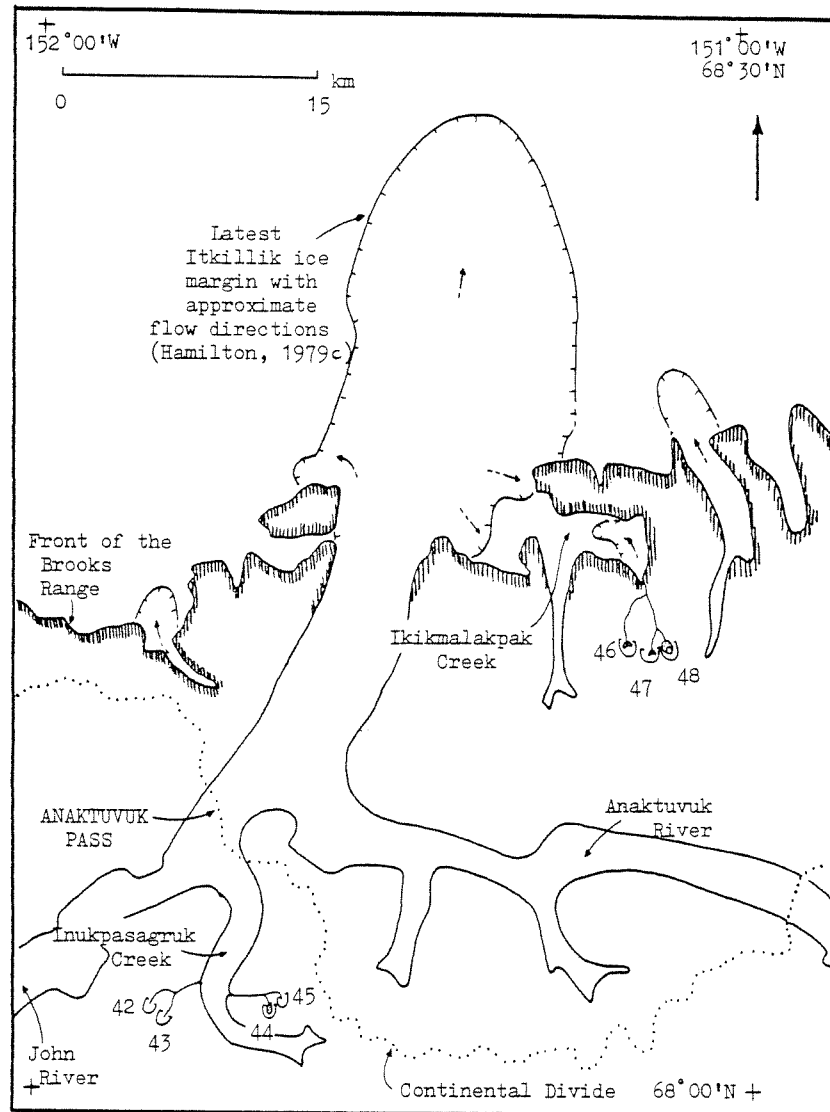 152°00'W
151°00'W
68°30'N
km
0
15
Latest
Itkillik ice
margin with
approximate
flow directions
(Hamilton, 1979c)
Front of the
Brooks
Range
Ikikmalakpak
Creek
46
47
48
ANAKTUVUK
PASS
Anaktuvuk
River
Inukpasagruk
Creek
42
43
44
45
John
River
Continental Divide
68°00'N